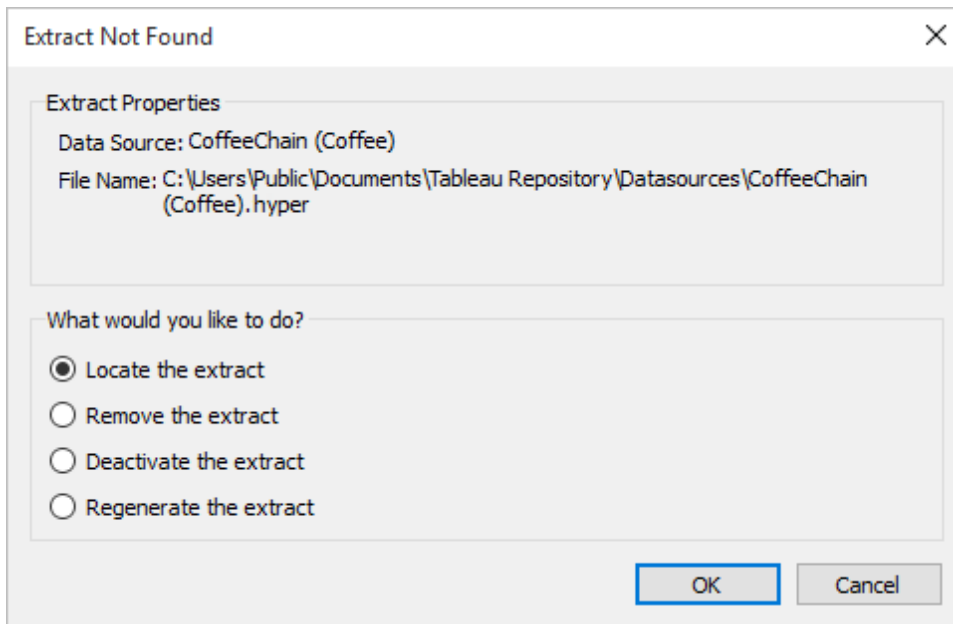 Extract Not Found
Extract Properties
Data Source: CoffeeChain (Coffee)
File Name: C:\Users\Public\Documents\Tableau Repository\Datasources\CoffeeChain
(Coffee).hyper
What would you like to do?
Locate the extract
Remove the extract
Deactivate the extract
Regenerate the extract
OK Cancel